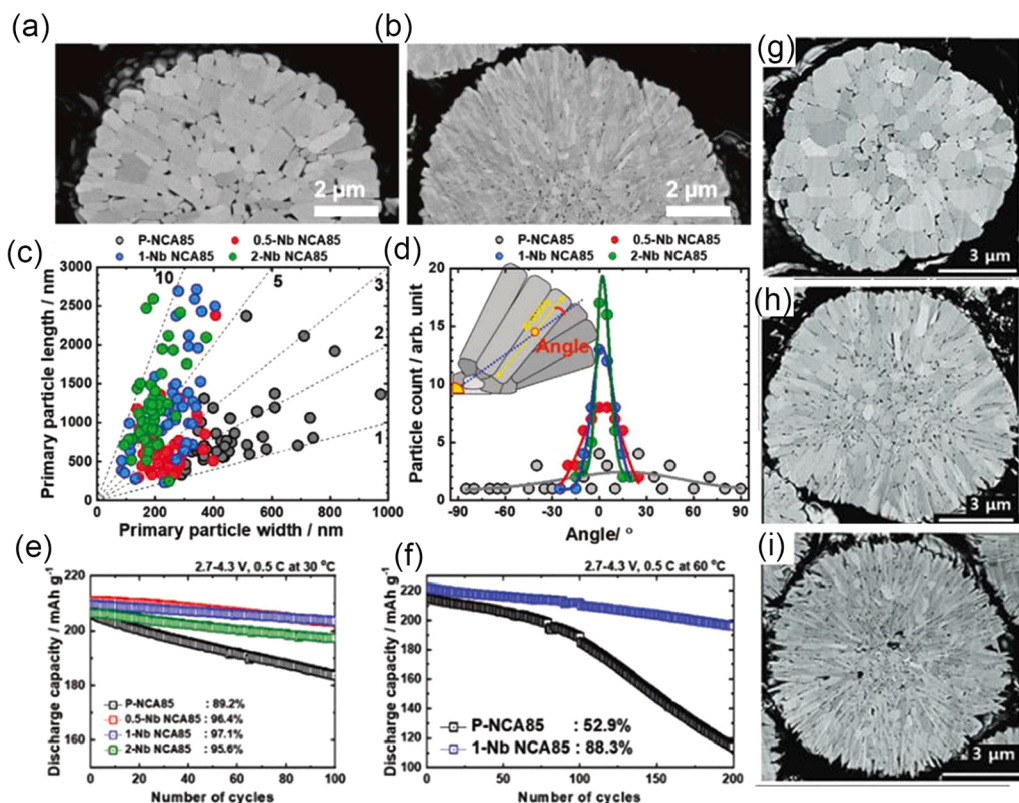 (a)
2 µm
(b)
2 µm
(g)
3 µm
(c)
P-NCA85 0.5-Nb NCA85
1-Nb NCA85 2-Nb NCA85
10 5 3
2
1
3000
2500
2000
1500
1000
500
0
0 200 400 600 800 1000
Primary particle length / nm
Primary particle width / nm
(d)
P-NCA85 0.5-Nb NCA85
1-Nb NCA85 2-Nb NCA85
Angle
20
15
10
5
0
-90 -60 -30 0 30 60 90
Particle count / arb. unit
Angle/ °
(h)
3 µm
(e)
2.7-4.3 V, 0.5 C at 30 °C
220
200
180
160
P-NCA85 : 89.2%
0.5-Nb NCA85 : 96.4%
1-Nb NCA85 : 97.1%
2-Nb NCA85 : 95.6%
0 20 40 60 80 100
Discharge capacity / mAh g-1
Number of cycles
(f)
2.7-4.3 V, 0.5 C at 60 °C
220
200
180
160
140
120
100
P-NCA85 : 52.9%
1-Nb NCA85 : 88.3%
0 50 100 150 200
Discharge capacity / mAh g-1
Number of cycles
(i)
3 µm